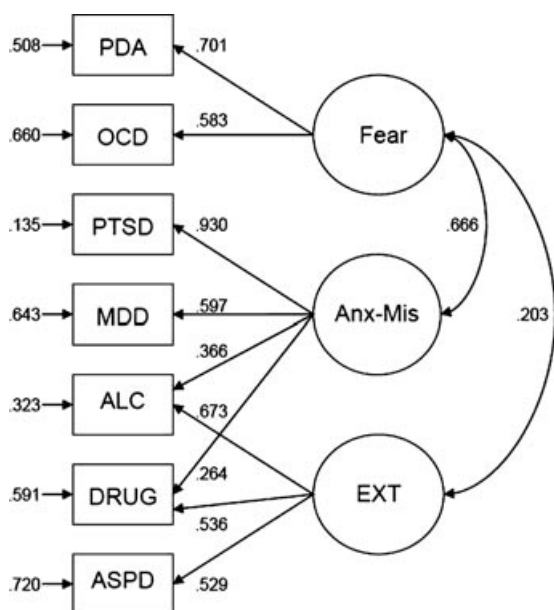 .508 PDA .701
Fear
.660 OCD .583
.135 PTSD .930
.666
.643 MDD .597
Anx-Mis
.203
.366
.323 ALC
.673
.264
.591 DRUG
EXT
.536
.720 ASPD .529